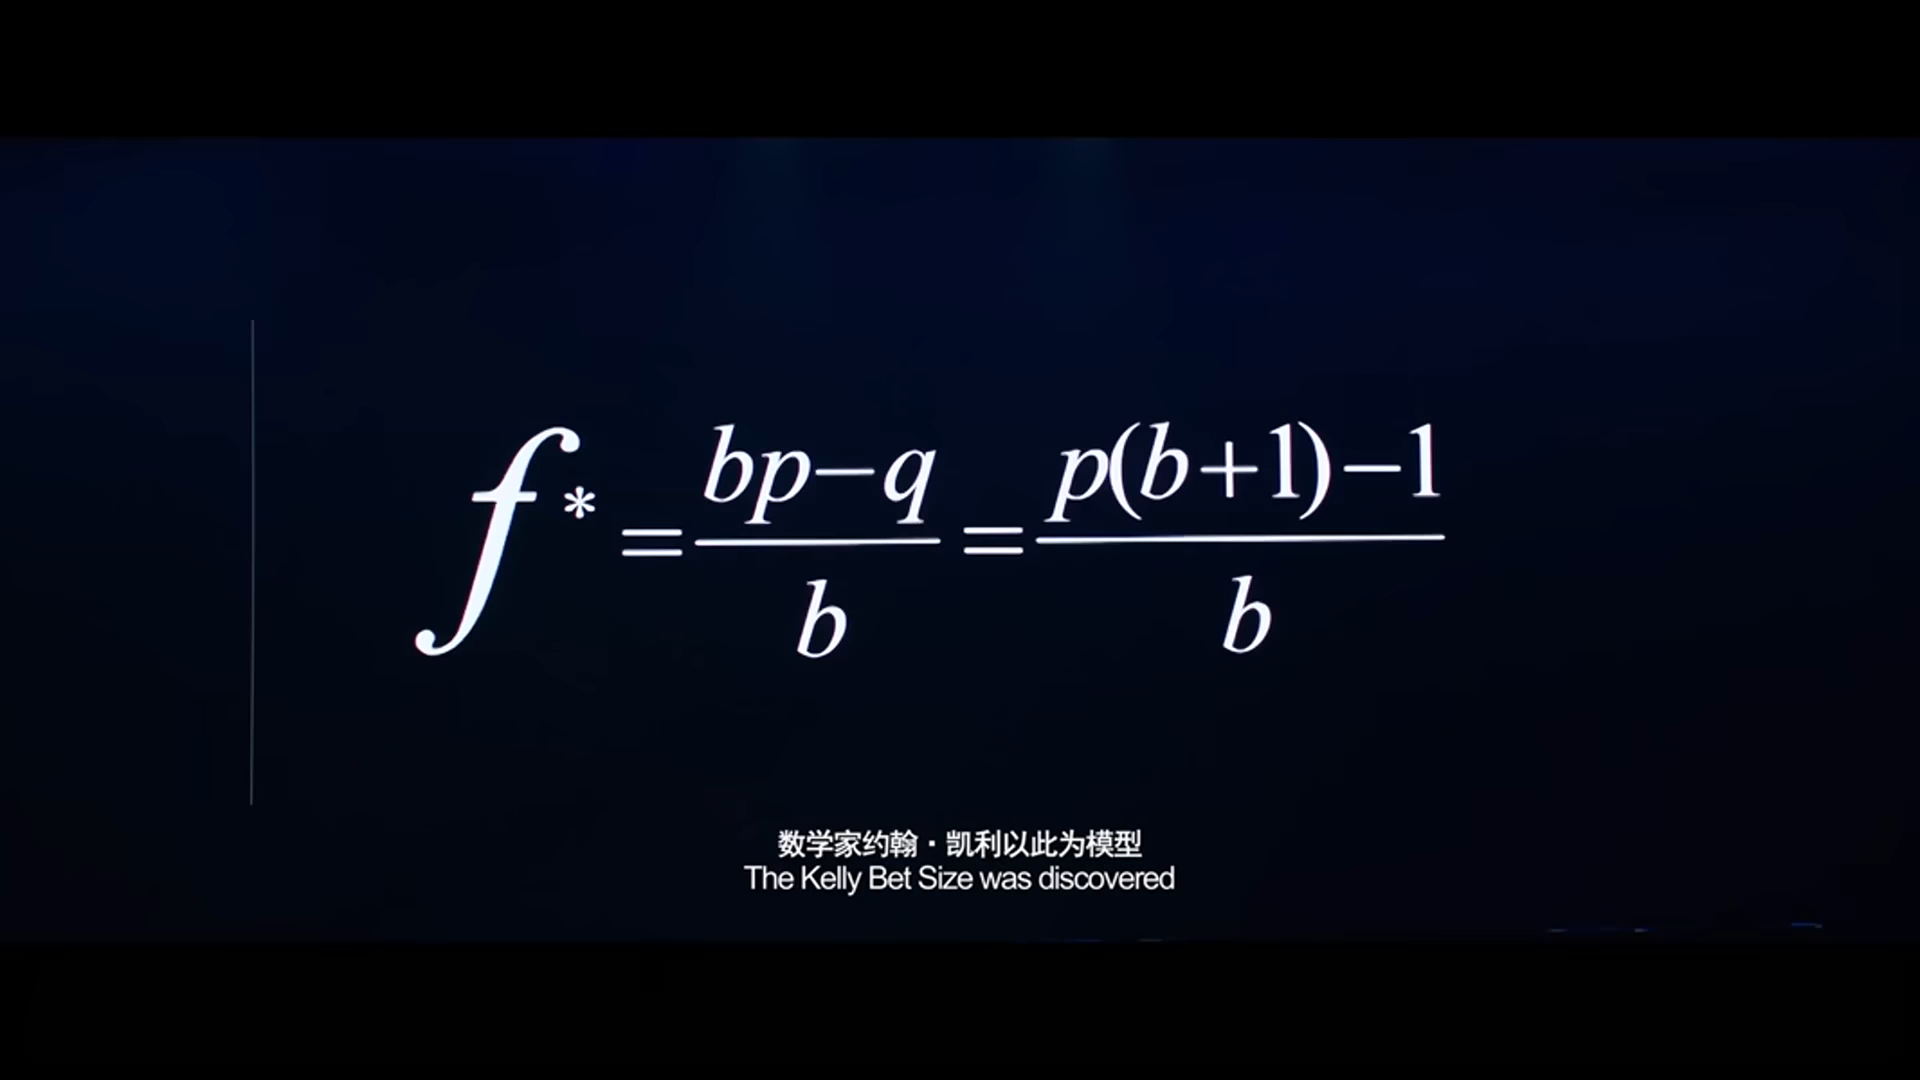 f* = bp−q / b = p(b+1)−1 / b
数学家约翰·凯利以此为模型
The Kelly Bet Size was discovered